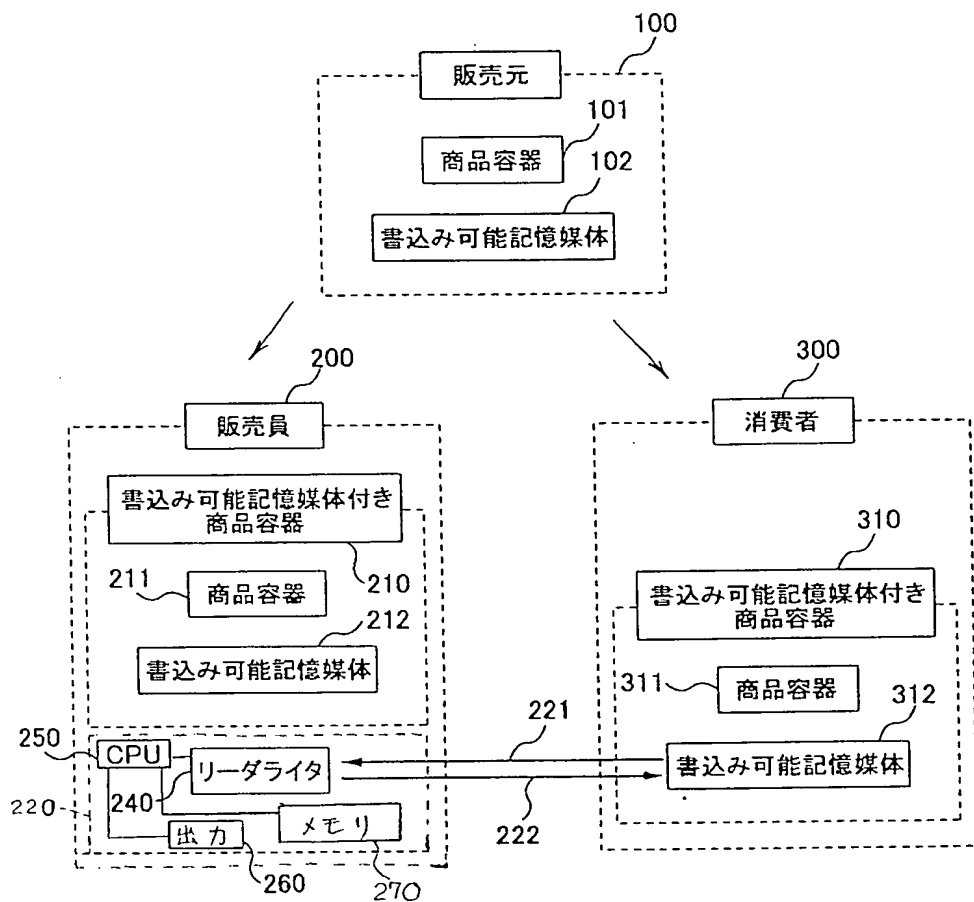 100
販売元
101
商品容器
102
書込み可能記憶媒体
200
販売員
書込み可能記憶媒体付き
商品容器
210
211
商品容器
212
書込み可能記憶媒体
250
CPU
リーダライタ
240
220
メモリ
出力
260
270
221
222
300
消費者
310
書込み可能記憶媒体付き
商品容器
311
商品容器
312
書込み可能記憶媒体